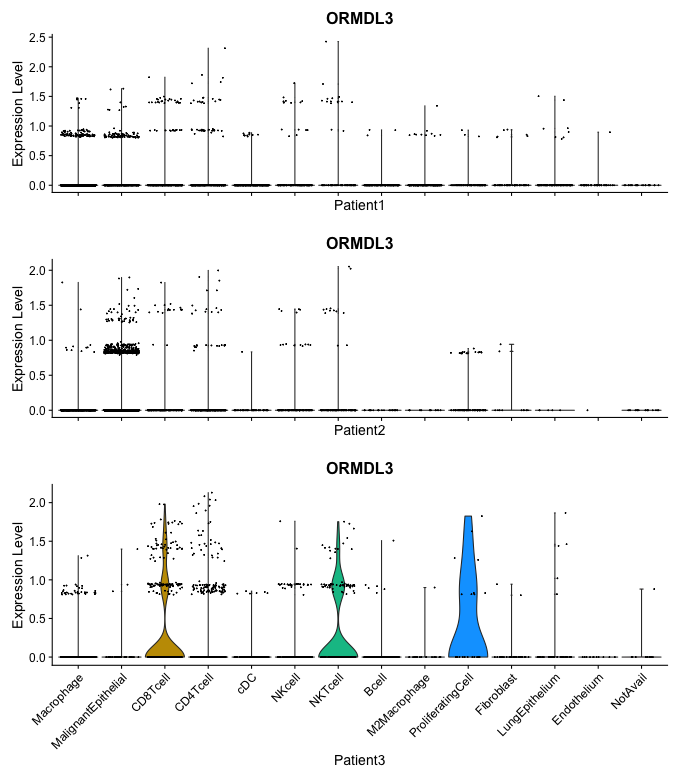 ORMDL3
Expression Level
2.5
2.0
1.5
1.0
0.5
0.0
Patient1
ORMDL3
Expression Level
2.0
1.5
1.0
0.5
0.0
Patient2
ORMDL3
Expression Level
2.0
1.5
1.0
0.5
0.0
Macrophage
MalignantEpithelial
CD8Tcell
CD4Tcell
cDC
NKcell
NKTcell
Bcell
M2Macrophage
ProliferatingCell
Fibroblast
LungEpithelium
Endothelium
NotAvail
Patient3